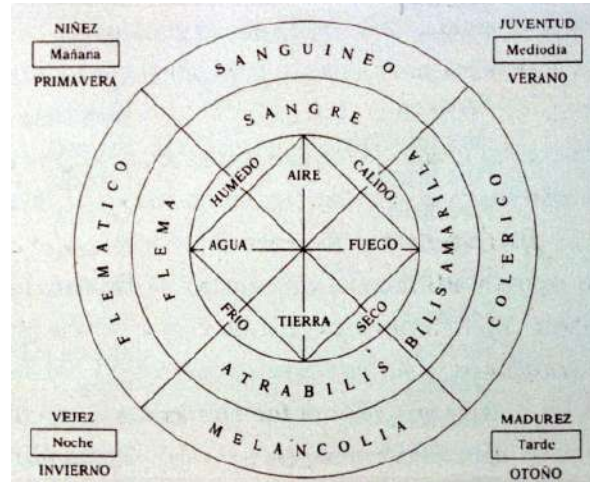 NIÑEZ
Mañana
PRIMAVERA
JUVENTUD
Mediodia
VERANO
SANGUINEO
SANGRE
HUMEDO
AIRE
CALIDO
FLEMATICO
FLEMA
AGUA
FUEGO
BILIS-AMARILLA
COLERICO
FRIO
TIERRA
SECO
ATRABILIS
MELANCOLIA
VEJEZ
Noche
INVIERNO
MADUREZ
Tarde
OTOÑO